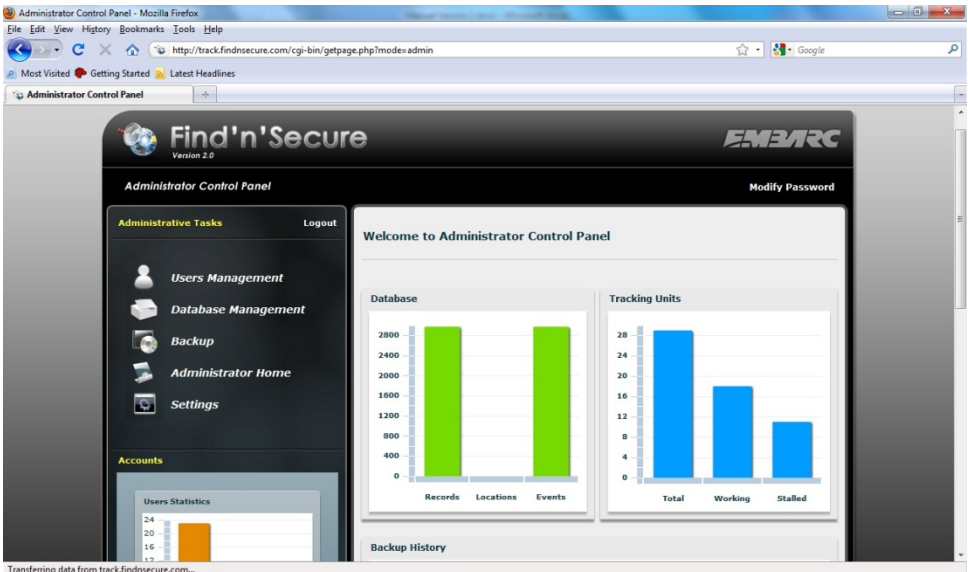 Administrator Control Panel - Mozilla Firefox
File Edit View History Bookmarks Tools Help
http://track.findnsecure.com/cgi-bin/getpage.php?mode=admin
Google
Most Visited Getting Started Latest Headlines
Administrator Control Panel
Find'n'Secure
Version 2.0
EMBARC
Administrator Control Panel
Modify Password
Administrative Tasks Logout
Users Management
Database Management
Backup
Administrator Home
Settings
Accounts
Users Statistics
24
20
16
12
Welcome to Administrator Control Panel
Database
2800
2400
2000
1600
1200
800
400
0
Records Locations Events
Tracking Units
28
24
20
16
12
8
4
0
Total Working Stalled
Backup History
Transferring data from track.findnsecure.com...